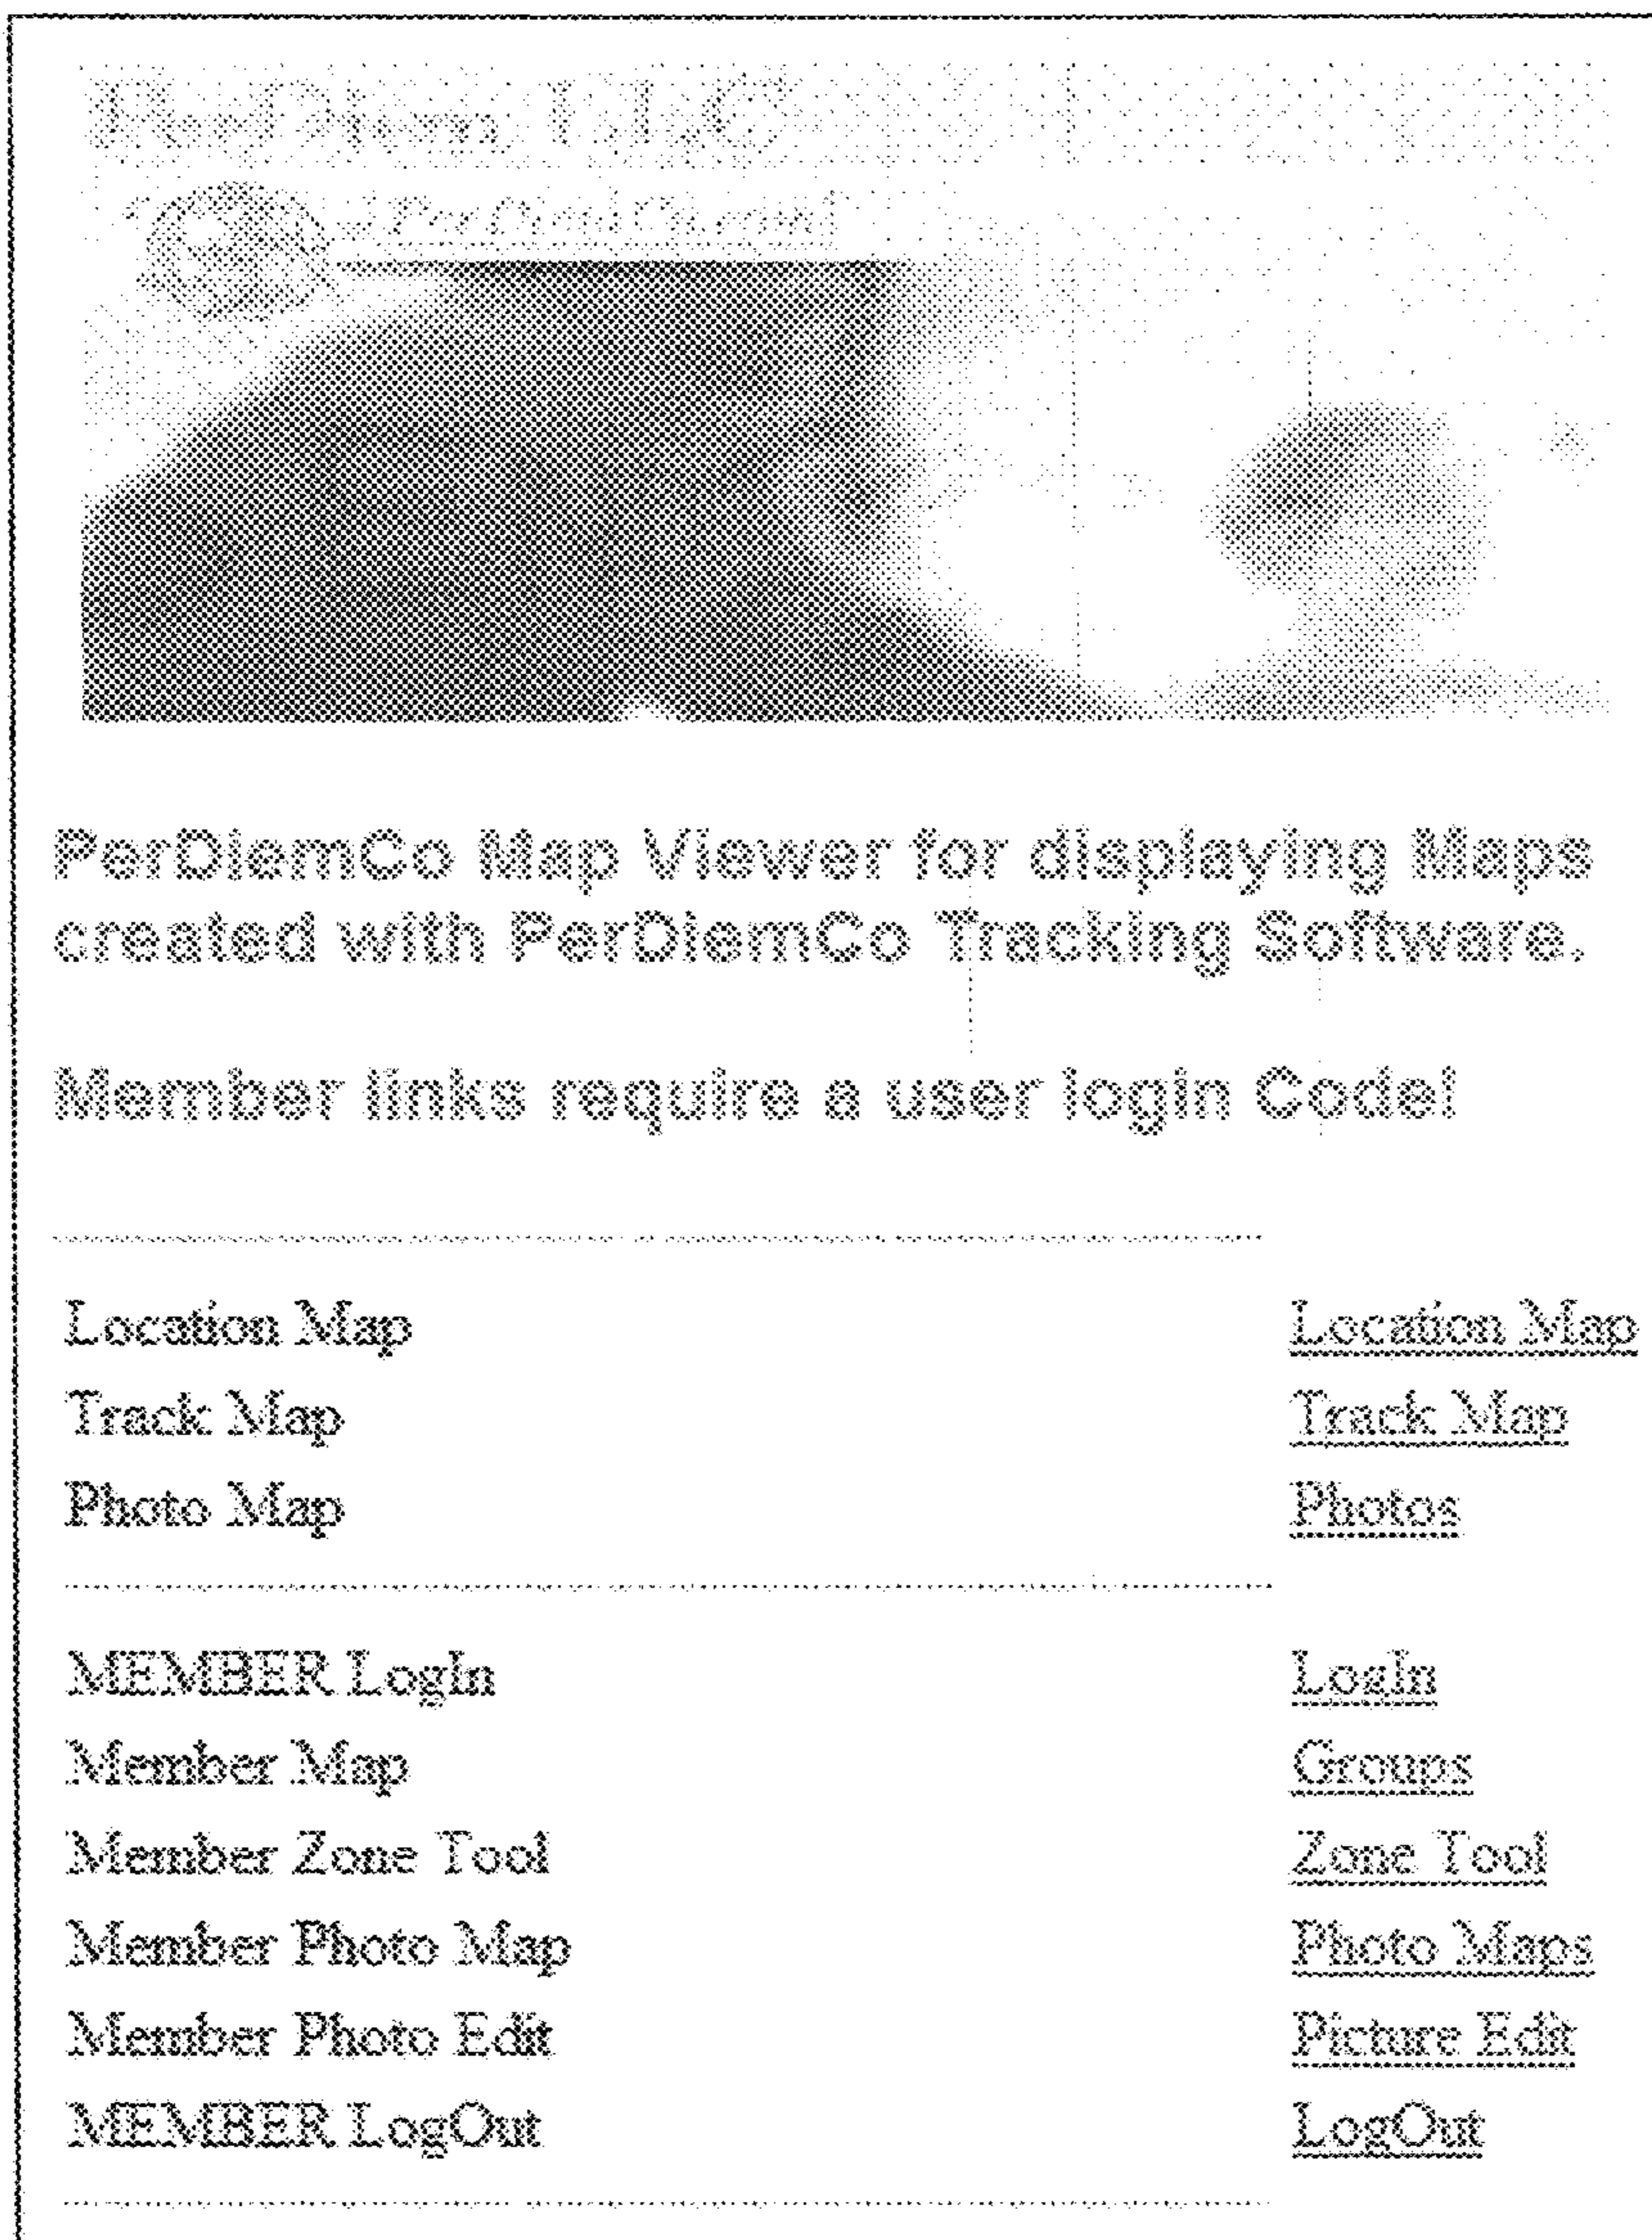 PerDiem LLC
PerDiemCo Map Viewer for displaying Maps
created with PerDiemCo Tracking Software.
Member links require a user login Code!
Location Map Location Map
Track Map Track Map
Photo Map Photos
MEMBER LogIn LogIn
Member Map Groups
Member Zone Tool Zone Tool
Member Photo Map Photo Maps
Member Photo Edit Picture Edit
MEMBER LogOut LogOut